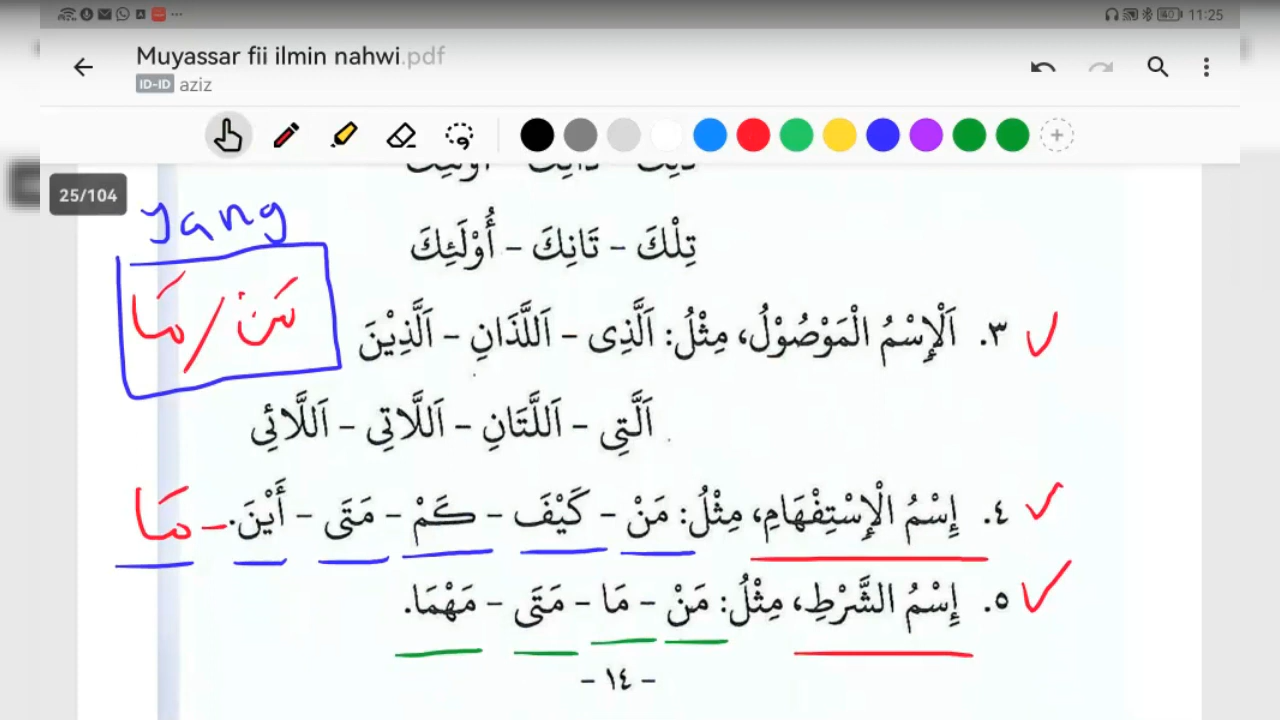 11:25
Muyassar fii ilmin nahwi.pdf
ID-ID aziz
25/104
yang
مَنْ / مَا
تِلْكَ – تَانِكَ – أُوْلَئِكَ
٣. اَلْإِسْمُ الْمَوْصُوْلُ، مِثْلُ: اَلَّذِى – اَللَّذَانِ – اَلَّذِيْنَ
اَلَّتِى – اَللَّتَانِ – اَللَّاتِى – اَللَّائِى
٤. إِسْمُ الْإِسْتِفْهَامِ، مِثْلُ: مَنْ – كَيْفَ – كَمْ – مَتَى – أَيْنَ. – مَا
٥. إِسْمُ الشَّرْطِ، مِثْلُ: مَنْ – مَا – مَتَى – مَهْمَا.
– ١٤ –